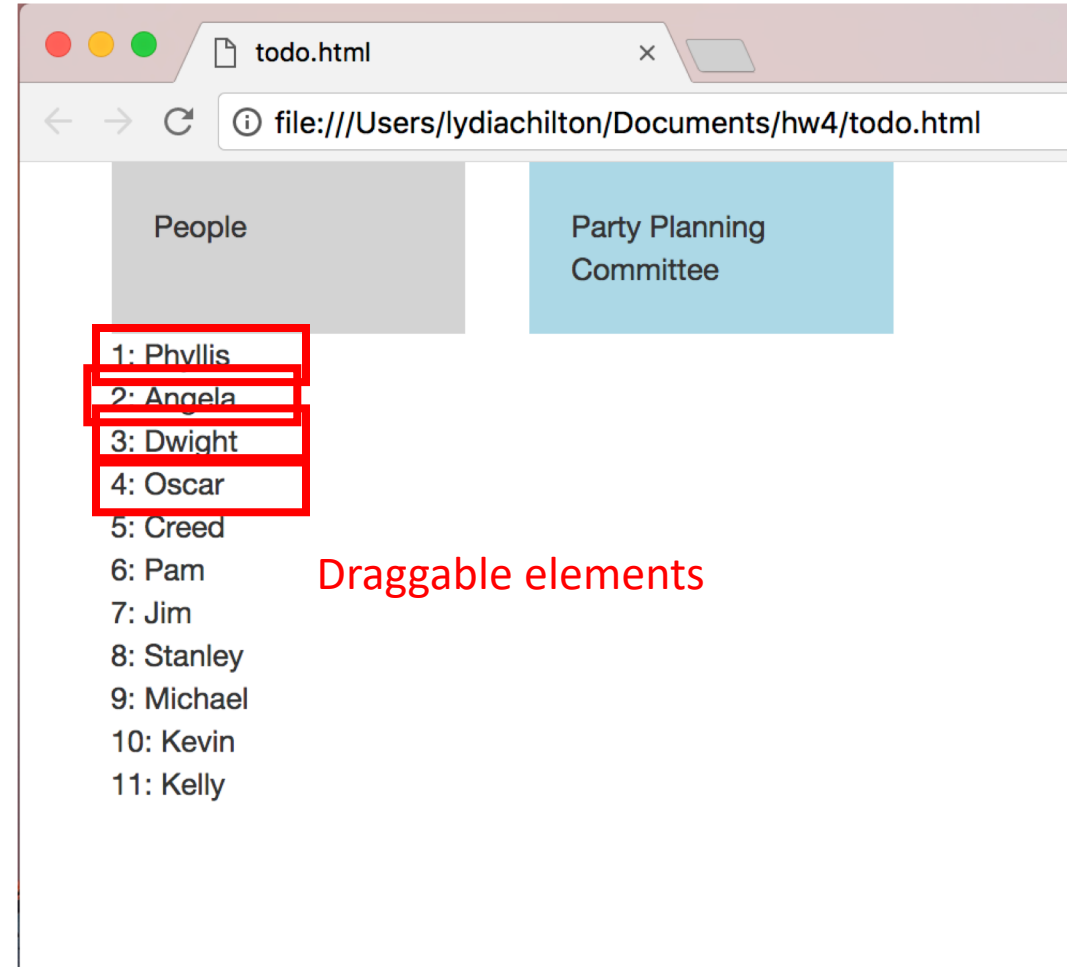 todo.html
file:///Users/lydiachilton/Documents/hw4/todo.html
People
Party Planning
Committee
1: Phyllis
2: Angela
3: Dwight
4: Oscar
5: Creed
6: Pam
Draggable elements
7: Jim
8: Stanley
9: Michael
10: Kevin
11: Kelly